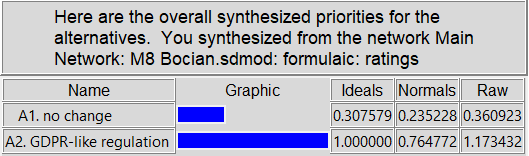 Here are the overall synthesized priorities for the
alternatives.  You synthesized from the network Main
Network: M8 Bocian.sdmod: formulaic: ratings
Name Graphic Ideals Normals Raw
A1. no change 0.307579 0.235228 0.360923
A2. GDPR-like regulation 1.000000 0.764772 1.173432